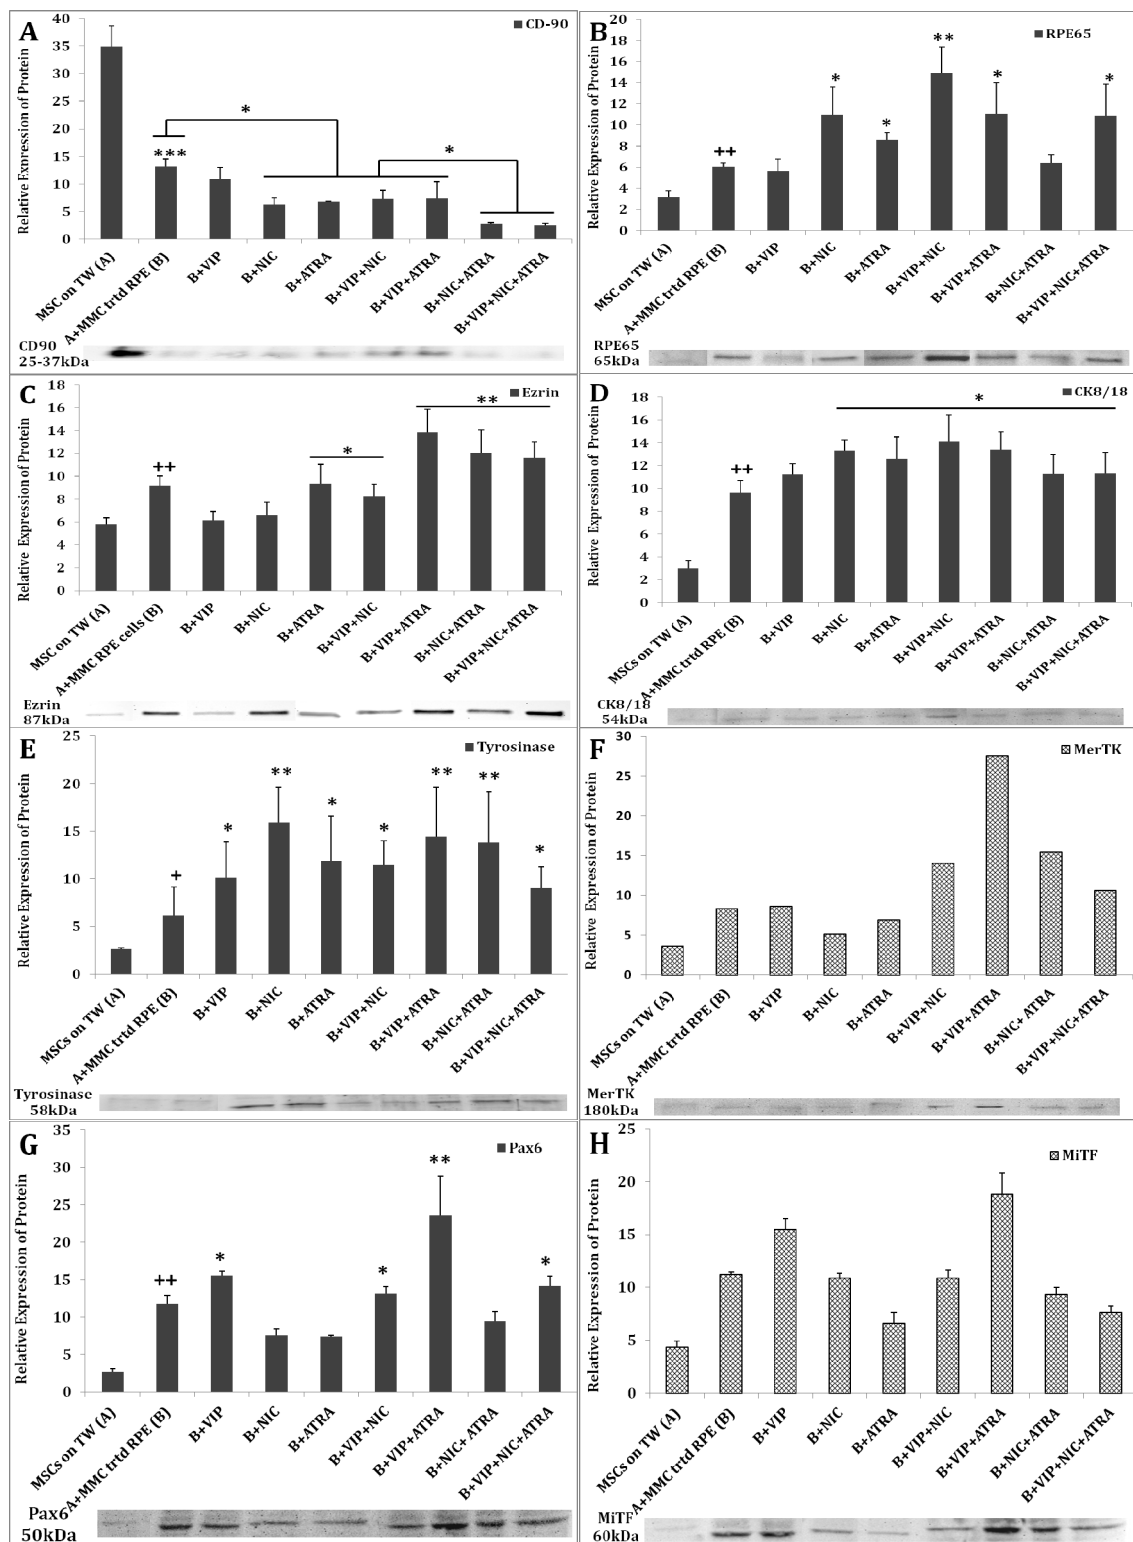 A
CD-90
Relative Expression of Protein
40
35
30
25
20
15
10
5
0
***
*
*
MSC on TW (A)
A+MMC trtd RPE (B)
B+VIP
B+NIC
B+ATRA
B+VIP+NIC
B+VIP+ATRA
B+NIC+ATRA
B+VIP+NIC+ATRA
CD90
25-37kDa
B
RPE65
Relative Expression of Protein
20
18
16
14
12
10
8
6
4
2
0
++
*
*
**
*
*
MSC on TW (A)
A+MMC trtd RPE (B)
B+VIP
B+NIC
B+ATRA
B+VIP+NIC
B+VIP+ATRA
B+NIC+ATRA
B+VIP+NIC+ATRA
RPE65
65kDa
C
Ezrin
Relative Expression of Protein
18
16
14
12
10
8
6
4
2
0
++
*
**
MSC on TW (A)
A+MMC RPE cells (B)
B+VIP
B+NIC
B+ATRA
B+VIP+NIC
B+VIP+ATRA
B+NIC+ATRA
B+VIP+NIC+ATRA
Ezrin
87kDa
D
CK8/18
Relative Expression of Protein
18
16
14
12
10
8
6
4
2
0
++
*
MSCs on TW (A)
A+MMC trtd RPE (B)
B+VIP
B+NIC
B+ATRA
B+VIP+NIC
B+VIP+ATRA
B+NIC+ATRA
B+VIP+NIC+ATRA
CK8/18
54kDa
E
Tyrosinase
Relative Expression of Protein
25
20
15
10
5
0
+
*
**
*
*
**
**
*
MSCs on TW (A)
A+MMC trtd RPE (B)
B+VIP
B+NIC
B+ATRA
B+VIP+NIC
B+VIP+ATRA
B+NIC+ATRA
B+VIP+NIC+ATRA
Tyrosinase
58kDa
F
MerTK
Relative Expression of Protein
30
25
20
15
10
5
0
MSCs on TW (A)
A+MMC trtd RPE (B)
B+VIP
B+NIC
B+ATRA
B+VIP+NIC
B+VIP+ATRA
B+NIC+ATRA
B+VIP+NIC+ATRA
MerTK
180kDa
G
Pax6
Relative Expression of Protein
35
30
25
20
15
10
5
0
++
*
*
**
*
MSCs on TW (A)
A+MMC trtd RPE (B)
B+VIP
B+NIC
B+ATRA
B+VIP+NIC
B+VIP+ATRA
B+NIC+ATRA
B+VIP+NIC+ATRA
Pax6
50kDa
H
MiTF
Relative Expression of Protein
25
20
15
10
5
0
MSCs on TW (A)
A+MMC trtd RPE (B)
B+VIP
B+NIC
B+ATRA
B+VIP+NIC
B+VIP+ATRA
B+NIC+ATRA
B+VIP+NIC+ATRA
MiTF
60kDa